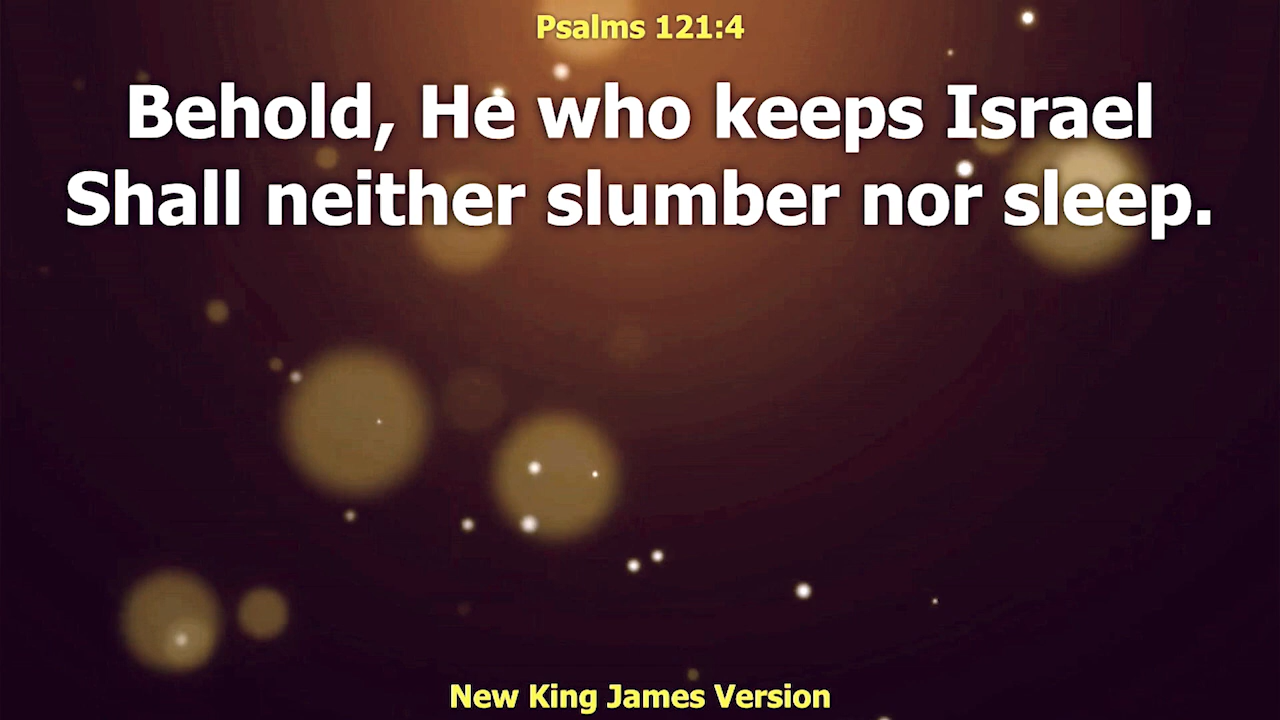 Psalms 121:4
Behold, He who keeps Israel
Shall neither slumber nor sleep.
New King James Version